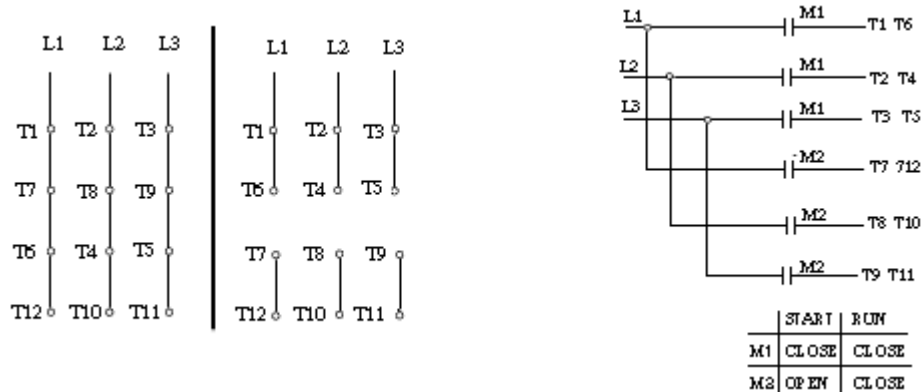 L1 L2 L3
T1 T2 T3
T7 T8 T9
T6 T4 T5
T12 T10 T11
L1 L2 L3
T1 T2 T3
T6 T4 T5
T7 T8 T9
T12 T10 T11
L1 M1 T1 T6
L2 M1 T2 T4
L3 M1 T3 T5
M2 T7 712
M2 T8 T10
M2 T9 T11
START RUN
M1 CLOSE CLOSE
M2 OPEN CLOSE